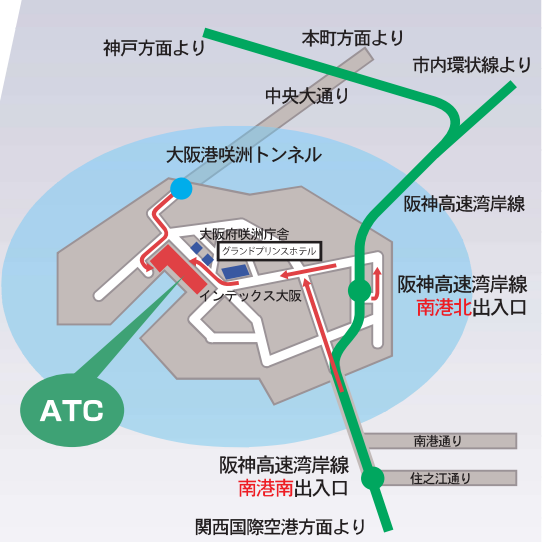 本町方面より
神戸方面より
市内環状線より
中央大通り
大阪港咲洲トンネル
阪神高速湾岸線
大阪府咲洲庁舎
グランドプリンスホテル
阪神高速湾岸線
南港北出入口
インテックス大阪
ATC
南港通り
阪神高速湾岸線
南港南出入口
住之江通り
関西国際空港方面より